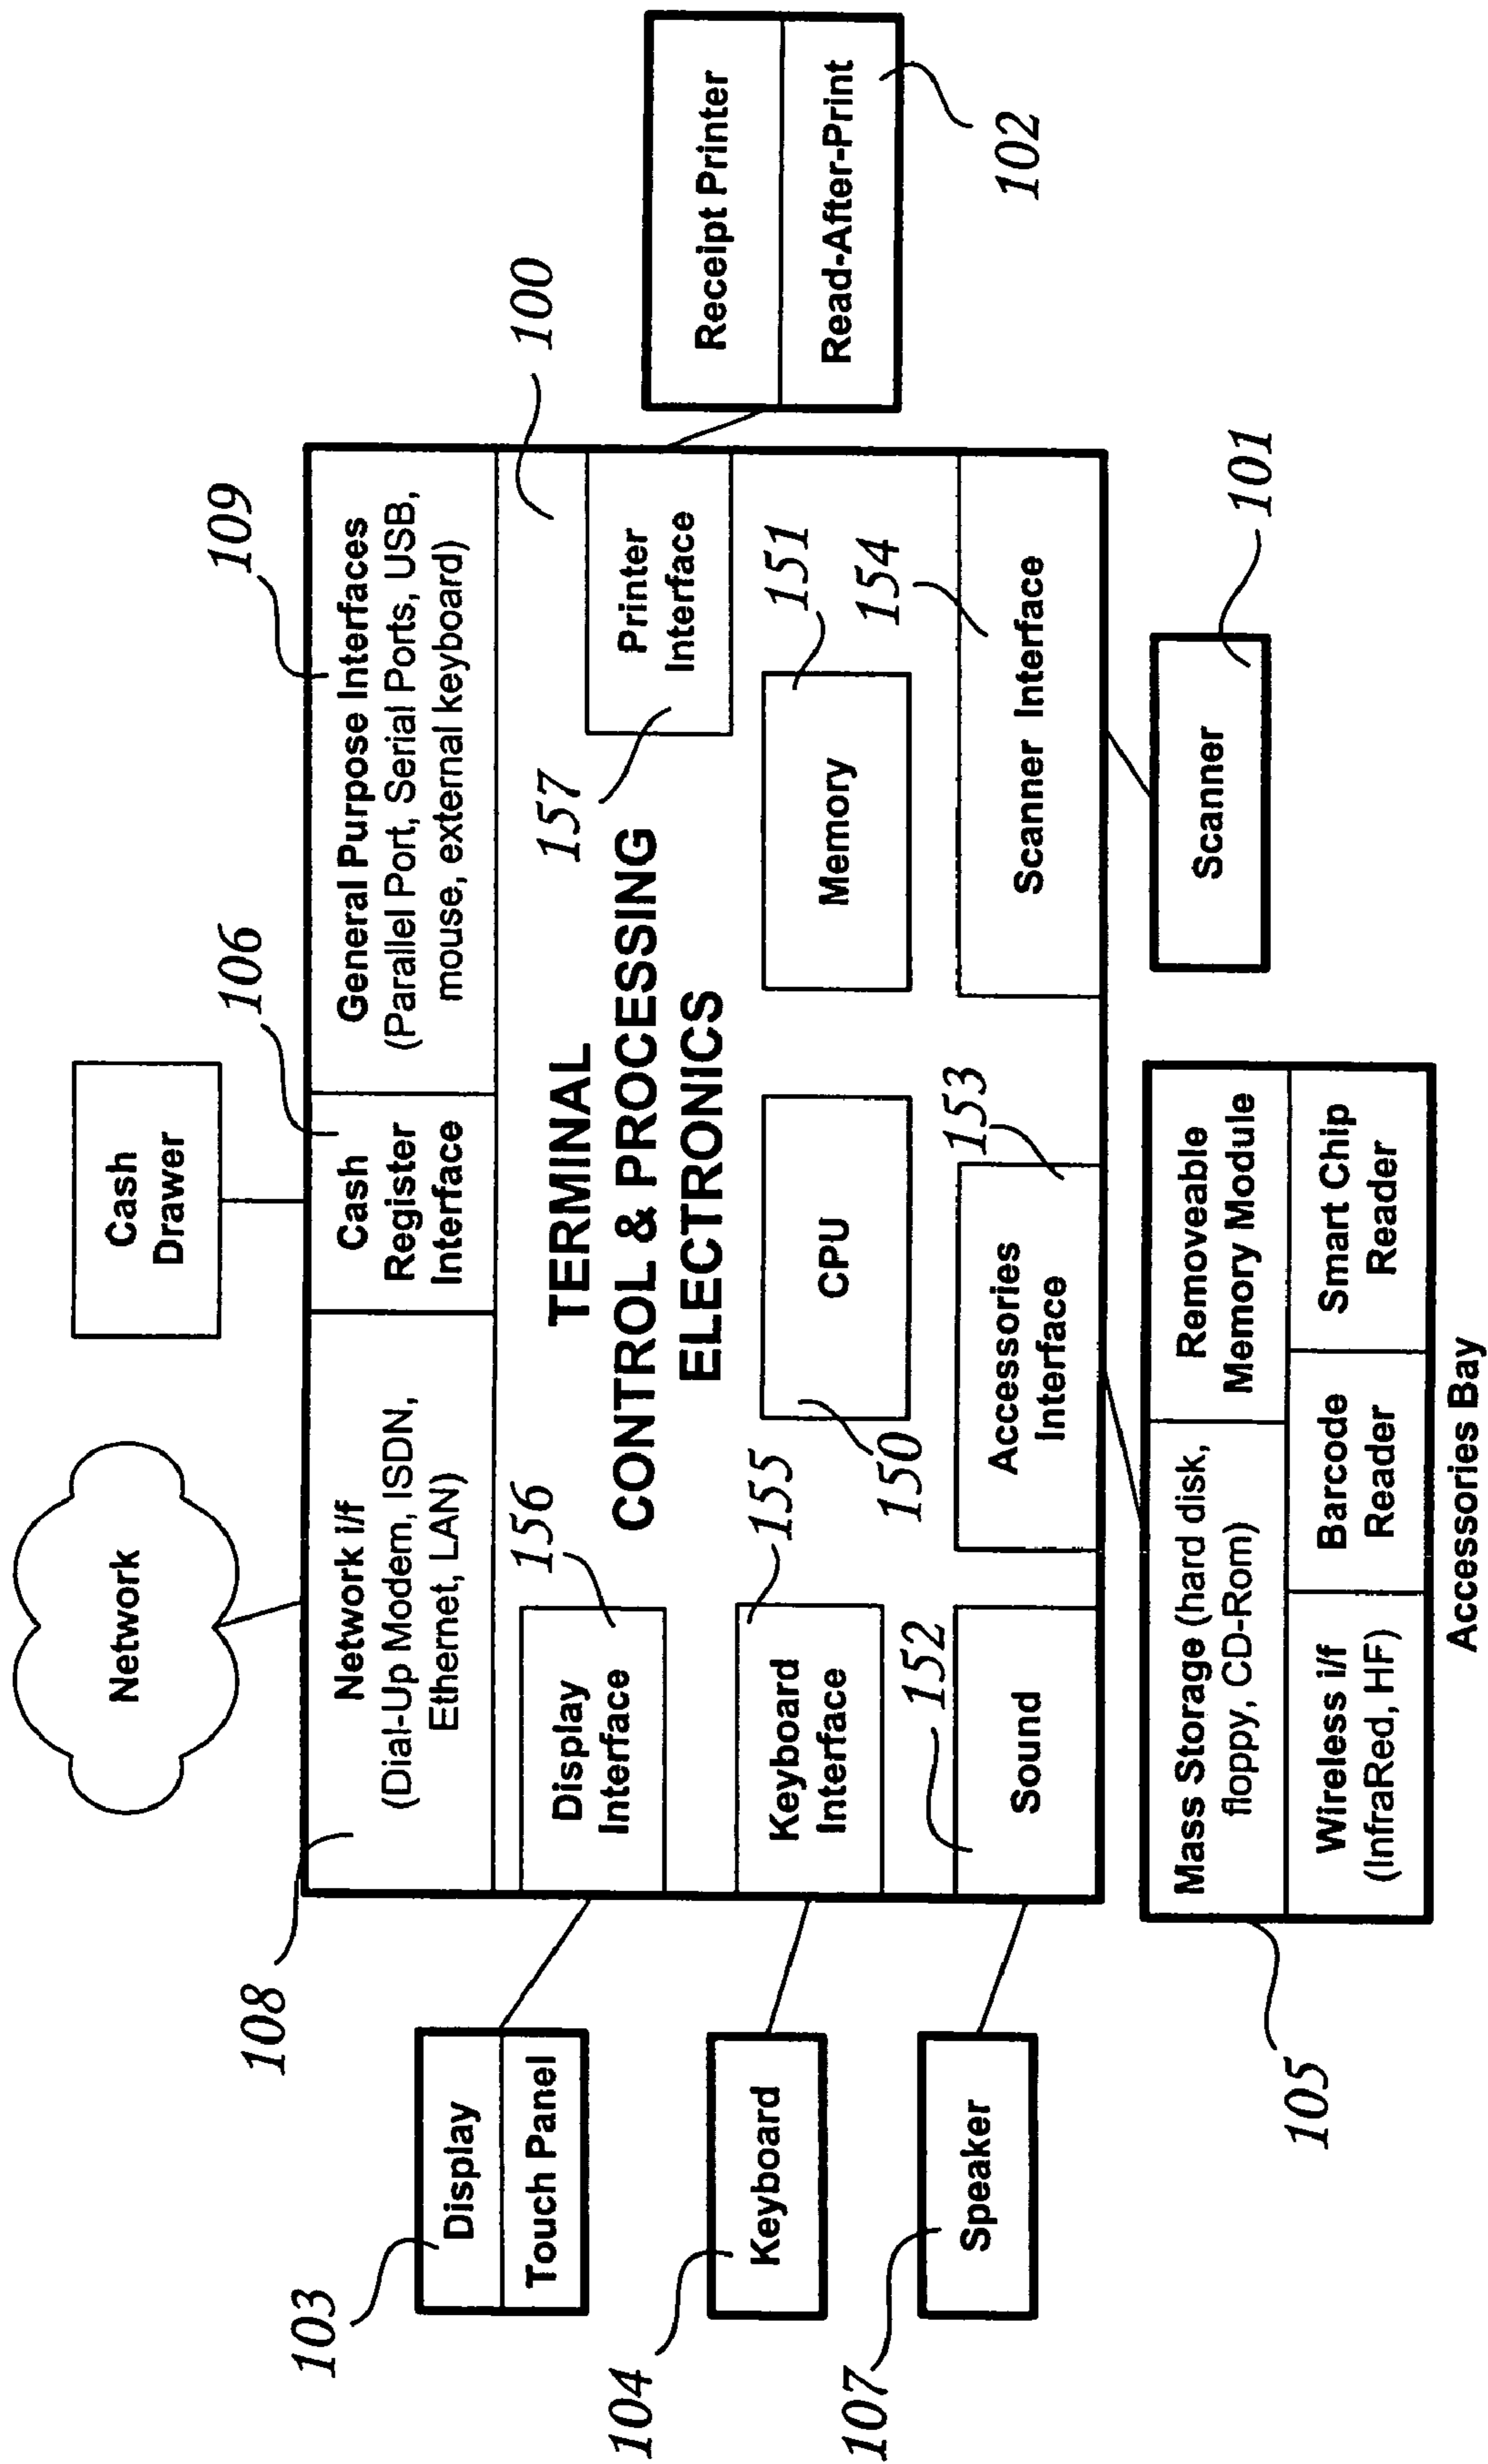 Network
Cash
Drawer
108
106
109
Network i/f
(Dial-Up Modem, ISDN,
Ethernet, LAN)
Cash
Register
Interface
General Purpose Interfaces
(Parallel Port, Serial Ports, USB,
mouse, external keyboard)
100
103
Display
Touch Panel
Display
Interface
156
TERMINAL
CONTROL & PROCESSING
ELECTRONICS
157
Printer
Interface
Receipt Printer
Read-After-Print
102
104
Keyboard
Keyboard
Interface
155
CPU
150
Memory
151
107
Speaker
152
Sound
Accessories
Interface
153
154
Scanner Interface
Scanner
101
105
Mass Storage (hard disk,
floppy, CD-Rom)
Removeable
Memory Module
Wireless i/f
(InfraRed, HF)
Barcode
Reader
Smart Chip
Reader
Accessories Bay